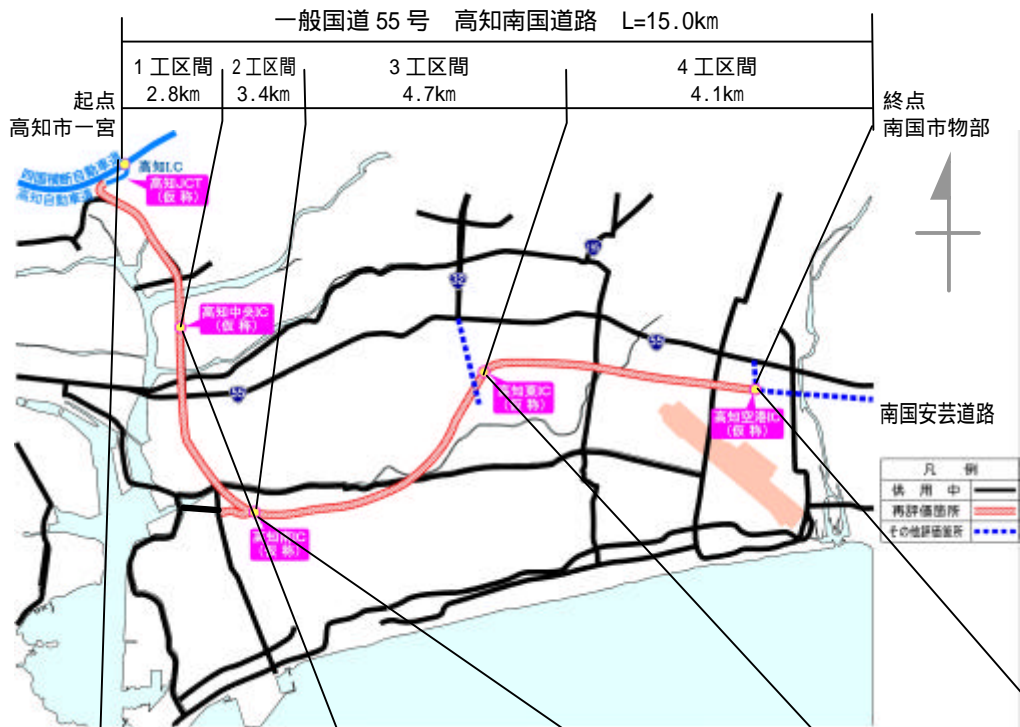 一般国道 55 号　高知南国道路　L=15.0km
1 工区間
2.8km
2 工区間
3.4km
3 工区間
4.7km
4 工区間
4.1km
起点
高知市一宮
終点
南国市物部
四国横断自動車道
高知自動車道
高知I.C
高知JCT
(仮 称)
高知中央IC
(仮 称)
32
195
55
55
高知東IC
(仮 称)
高知空港IC
(仮 称)
南国安芸道路
高知南IC
(仮 称)
凡　例
供 用 中
再評価箇所
その他評価箇所